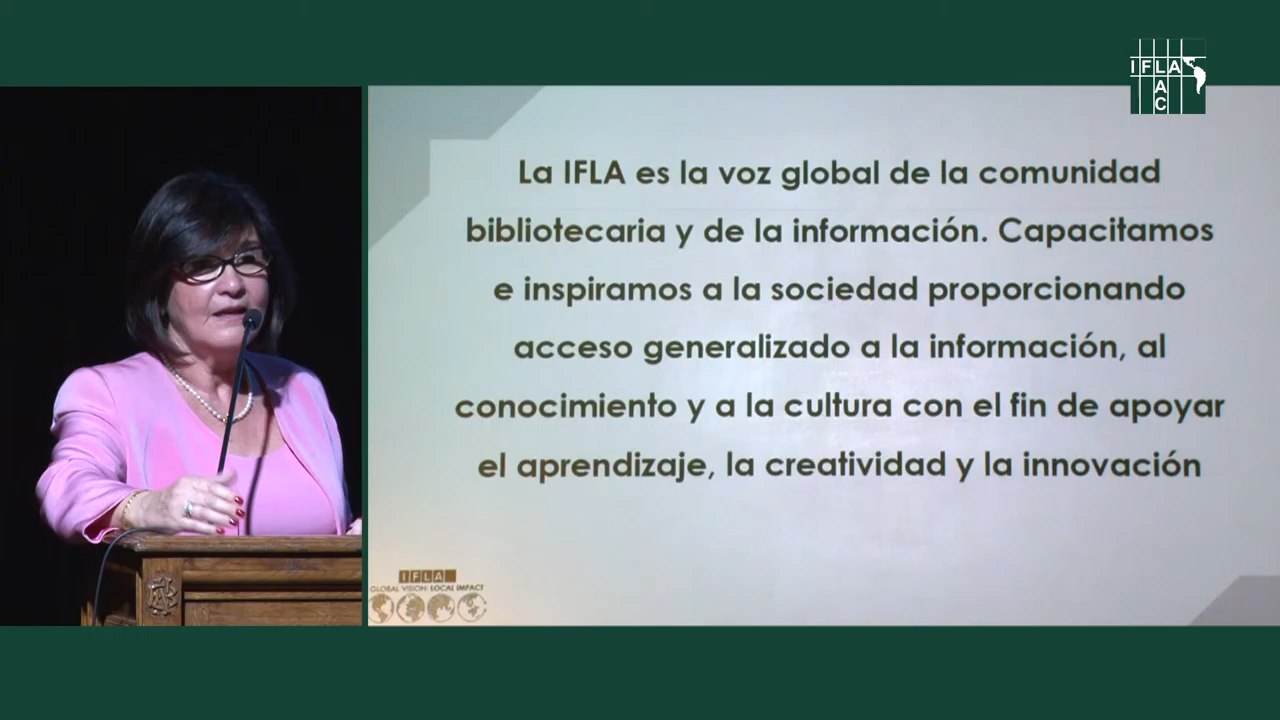 IFLA
A
C
La IFLA es la voz global de la comunidad
bibliotecaria y de la información. Capacitamos
e inspiramos a la sociedad proporcionando
acceso generalizado a la información, al
conocimiento y a la cultura con el fin de apoyar
el aprendizaje, la creatividad y la innovación
IFLA
GLOBAL VISION: LOCAL IMPACT